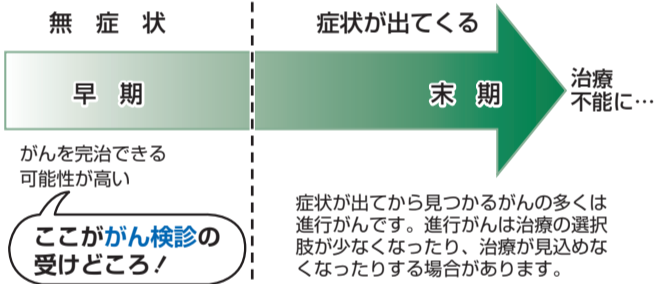 無症状
症状が出てくる
早期
末期
治療
不能に…
がんを完治できる
可能性が高い
ここががん検診の
受けどころ！
症状が出てから見つかるがんの多くは
進行がんです。進行がんは治療の選択
肢が少なくなったり、治療が見込めな
くなったりする場合があります。